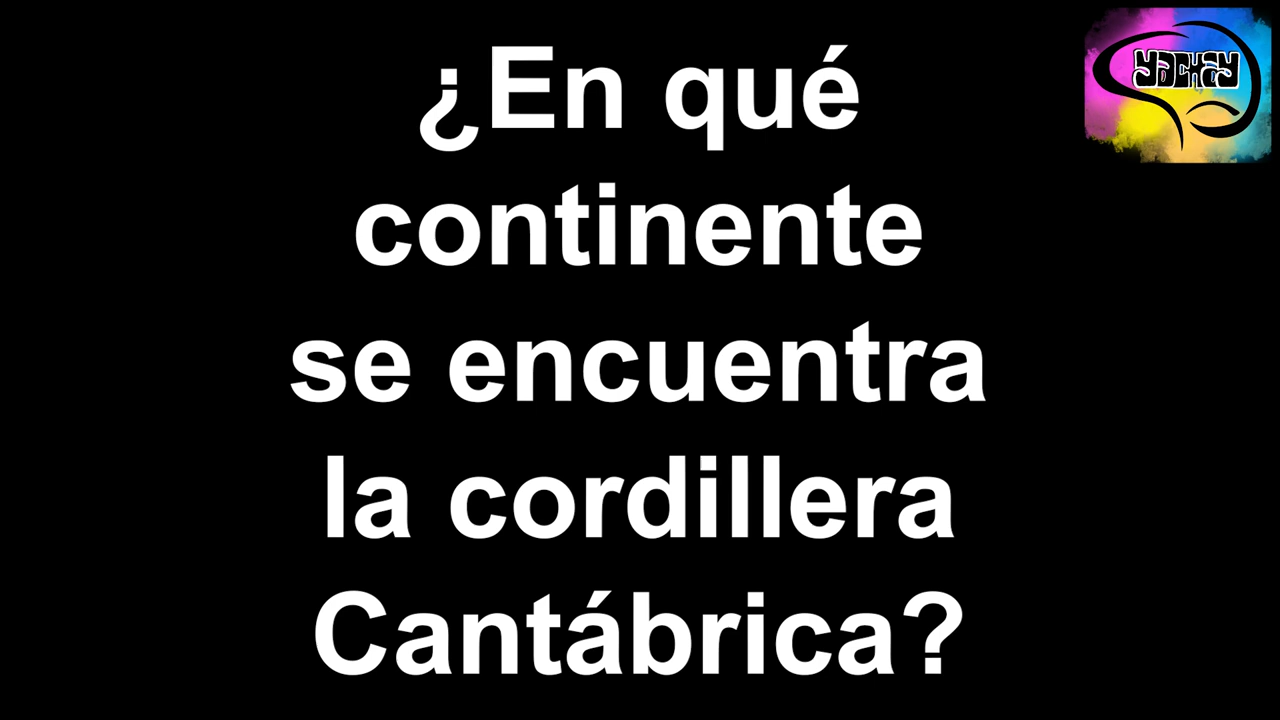 ¿En qué
continente
se encuentra
la cordillera
Cantábrica?